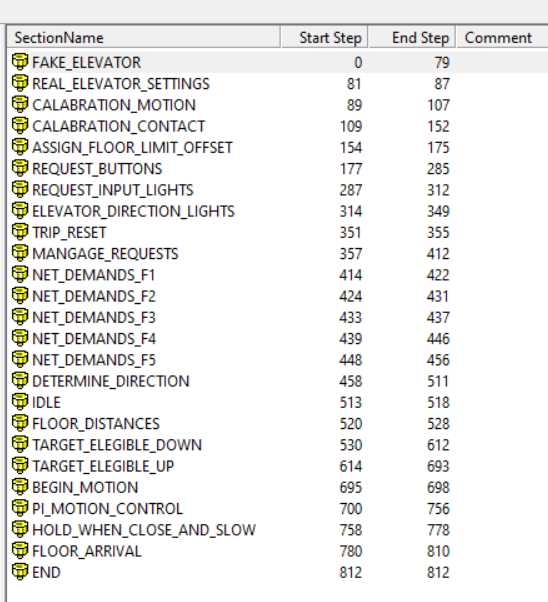 SectionName Start Step End Step Comment
FAKE_ELEVATOR 0 79
REAL_ELEVATOR_SETTINGS 81 87
CALABRATION_MOTION 89 107
CALABRATION_CONTACT 109 152
ASSIGN_FLOOR_LIMIT_OFFSET 154 175
REQUEST_BUTTONS 177 285
REQUEST_INPUT_LIGHTS 287 312
ELEVATOR_DIRECTION_LIGHTS 314 349
TRIP_RESET 351 355
MANGAGE_REQUESTS 357 412
NET_DEMANDS_F1 414 422
NET_DEMANDS_F2 424 431
NET_DEMANDS_F3 433 437
NET_DEMANDS_F4 439 446
NET_DEMANDS_F5 448 456
DETERMINE_DIRECTION 458 511
IDLE 513 518
FLOOR_DISTANCES 520 528
TARGET_ELEGIBLE_DOWN 530 612
TARGET_ELEGIBLE_UP 614 693
BEGIN_MOTION 695 698
PI_MOTION_CONTROL 700 756
HOLD_WHEN_CLOSE_AND_SLOW 758 778
FLOOR_ARRIVAL 780 810
END 812 812